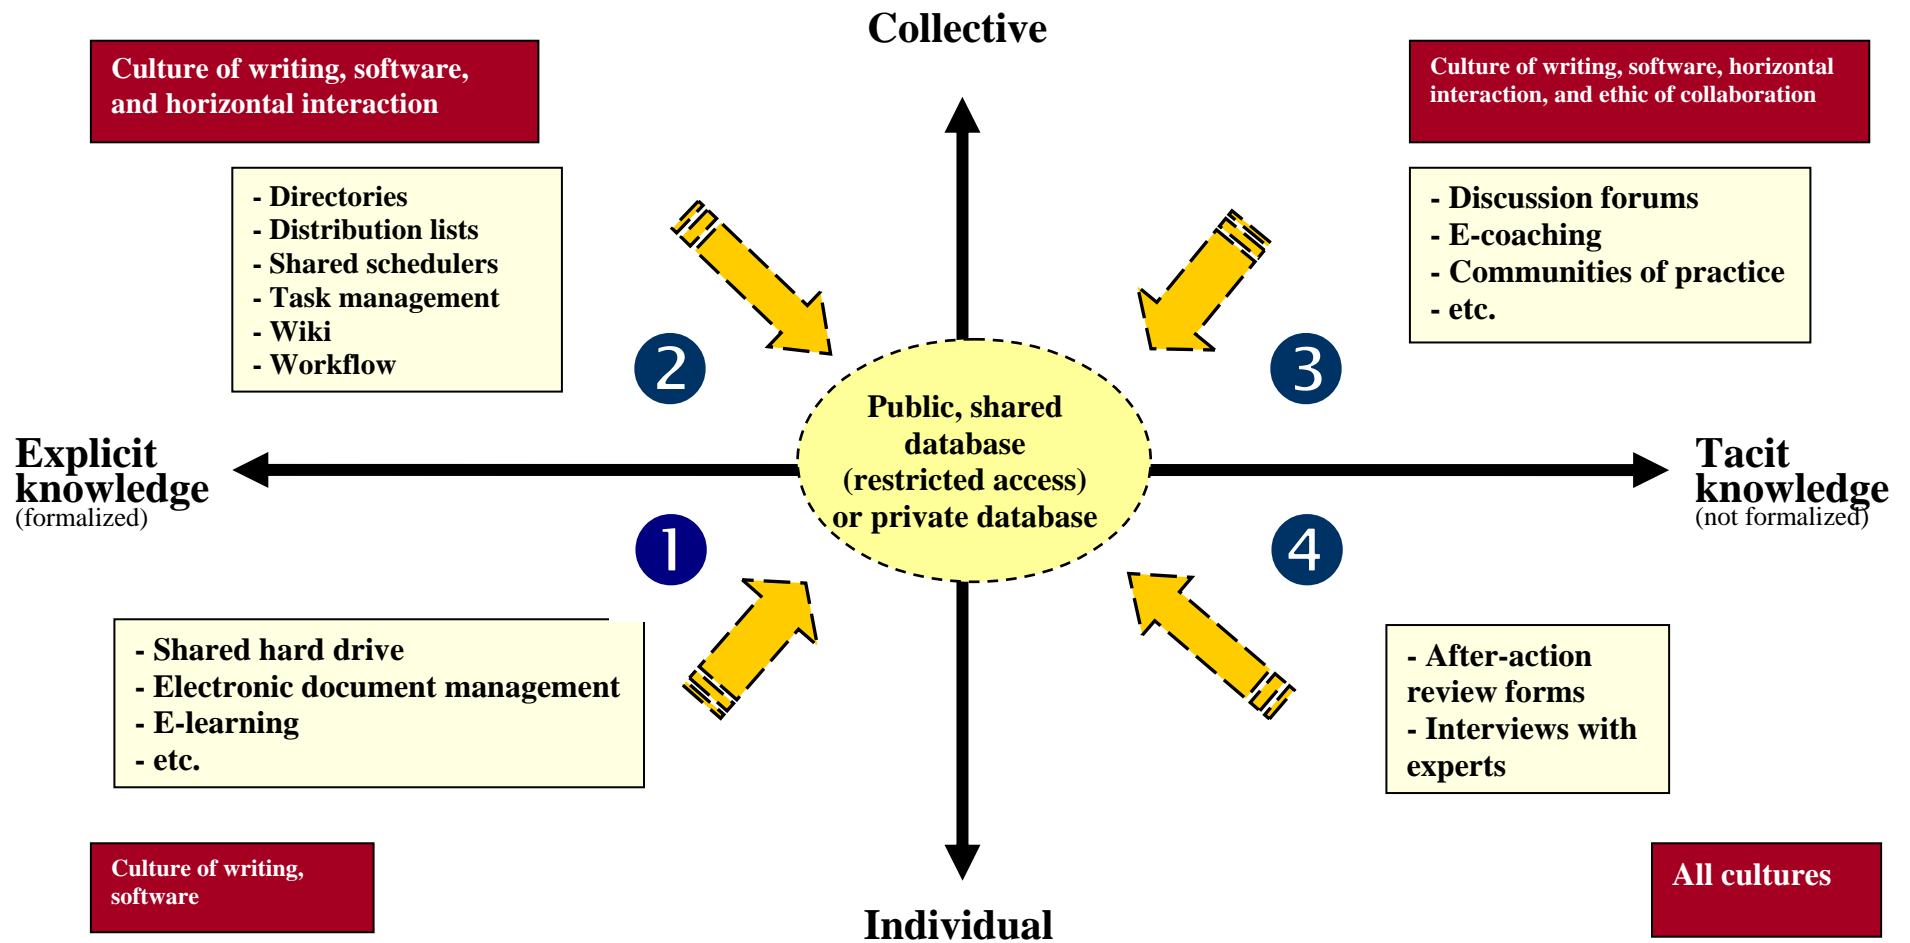 Collective
Culture of writing, software,
and horizontal interaction
Culture of writing, software, horizontal
interaction, and ethic of collaboration
- Directories
- Distribution lists
- Shared schedulers
- Task management
- Wiki
- Workflow
- Discussion forums
- E-coaching
- Communities of practice
- etc.
2
3
Public, shared
database
(restricted access)
or private database
Explicit
knowledge
(formalized)
Tacit
knowledge
(not formalized)
1
4
- Shared hard drive
- Electronic document management
- E-learning
- etc.
- After-action
review forms
- Interviews with
experts
Culture of writing,
software
All cultures
Individual